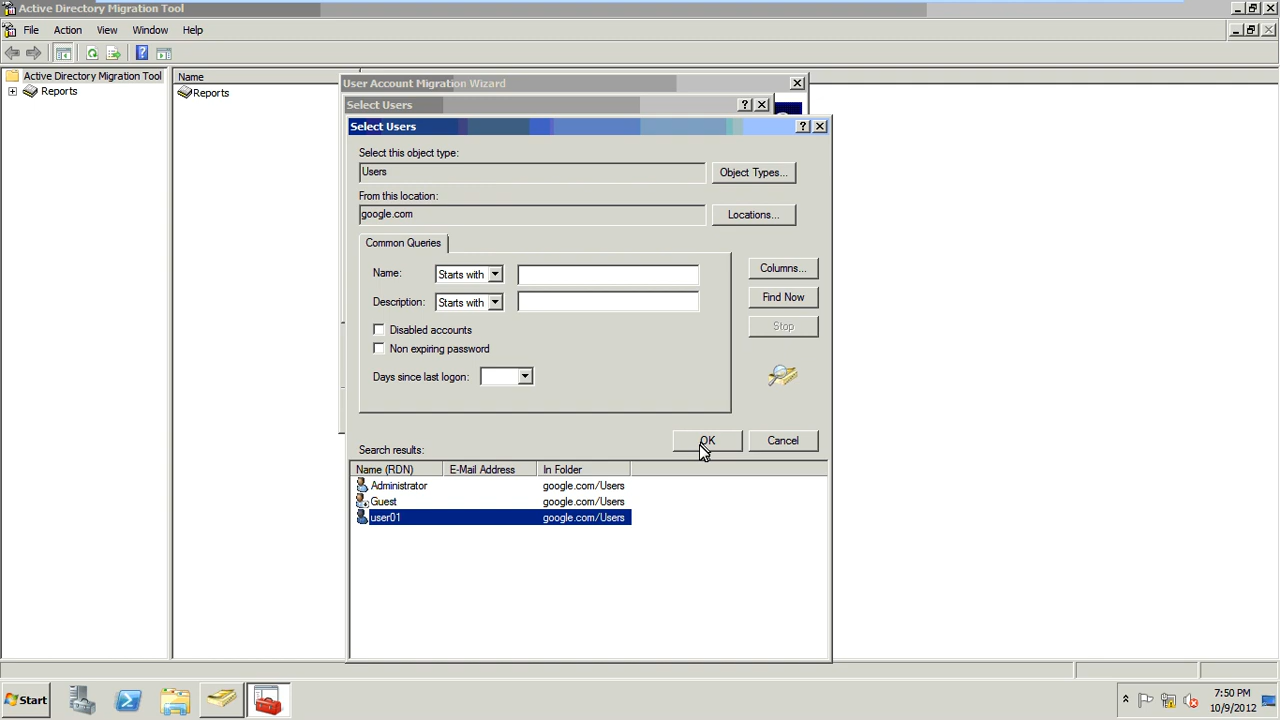 Active Directory Migration Tool
File Action View Window Help
Active Directory Migration Tool
Reports
Name
Reports
User Account Migration Wizard
Select Users
Select Users
Select this object type:
Users
Object Types...
From this location:
google.com
Locations...
Common Queries
Name: Starts with
Columns...
Description: Starts with
Find Now
Disabled accounts
Stop
Non expiring password
Days since last logon:
OK Cancel
Search results:
Name (RDN) E-Mail Address In Folder
Administrator google.com/Users
Guest google.com/Users
user01 google.com/Users
Start
7:50 PM
10/9/2012